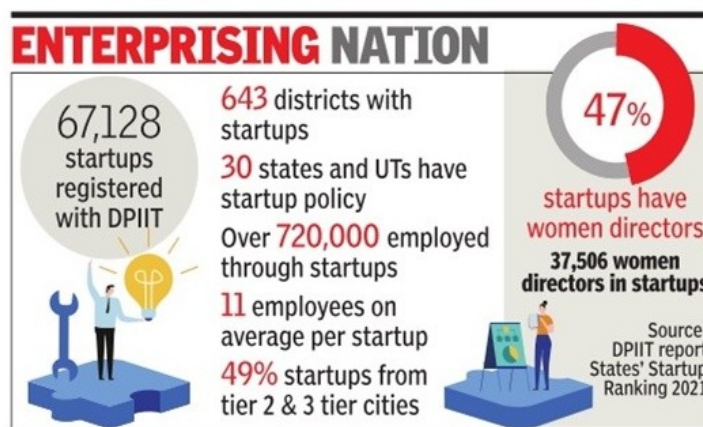 ENTERPRISING NATION
67,128
startups
registered
with DPIIT
643 districts with
startups
30 states and UTs have
startup policy
Over 720,000 employed
through startups
11 employees on
average per startup
49% startups from
tier 2 & 3 tier cities
47%
startups have
women directors
37,506 women
directors in startups
Source:
DPIIT report
States' Startup
Ranking 2021